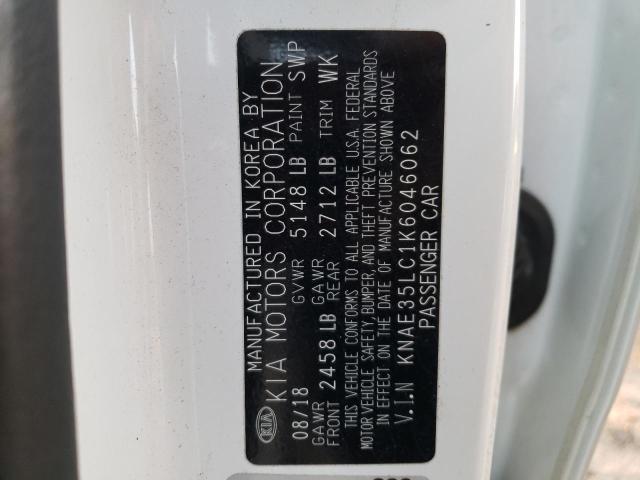 MANUFACTURED IN KOREA BY
KIA KIA MOTORS CORPORATION
08/18 GVWR 5148 LB PAINT SWP
GAWR FRONT 2458 LB GAWR REAR 2712 LB TRIM WK
THIS VEHICLE CONFORMS TO ALL APPLICABLE U.S.A. FEDERAL
MOTOR VEHICLE SAFETY, BUMPER, AND THEFT PREVENTION STANDARDS
IN EFFECT ON THE DATE OF MANUFACTURE SHOWN ABOVE
V.I.N KNAE35LC1K6046062
PASSENGER CAR